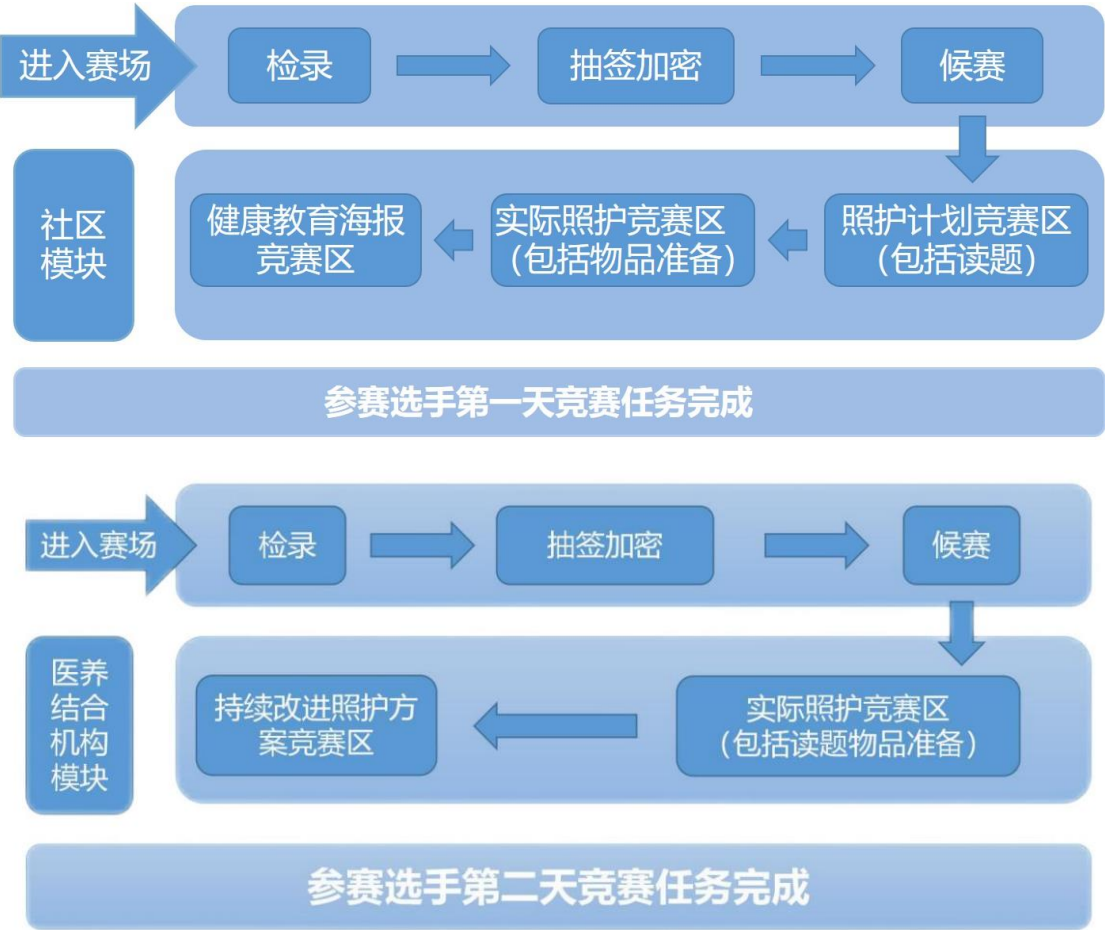 进入赛场
检录
抽签加密
候赛
社区
模块
照护计划竞赛区
（包括读题）
实际照护竞赛区
（包括物品准备）
健康教育海报
竞赛区
参赛选手第一天竞赛任务完成
进入赛场
检录
抽签加密
候赛
医养
结合
机构
模块
实际照护竞赛区
（包括读题物品准备）
持续改进照护方
案竞赛区
参赛选手第二天竞赛任务完成